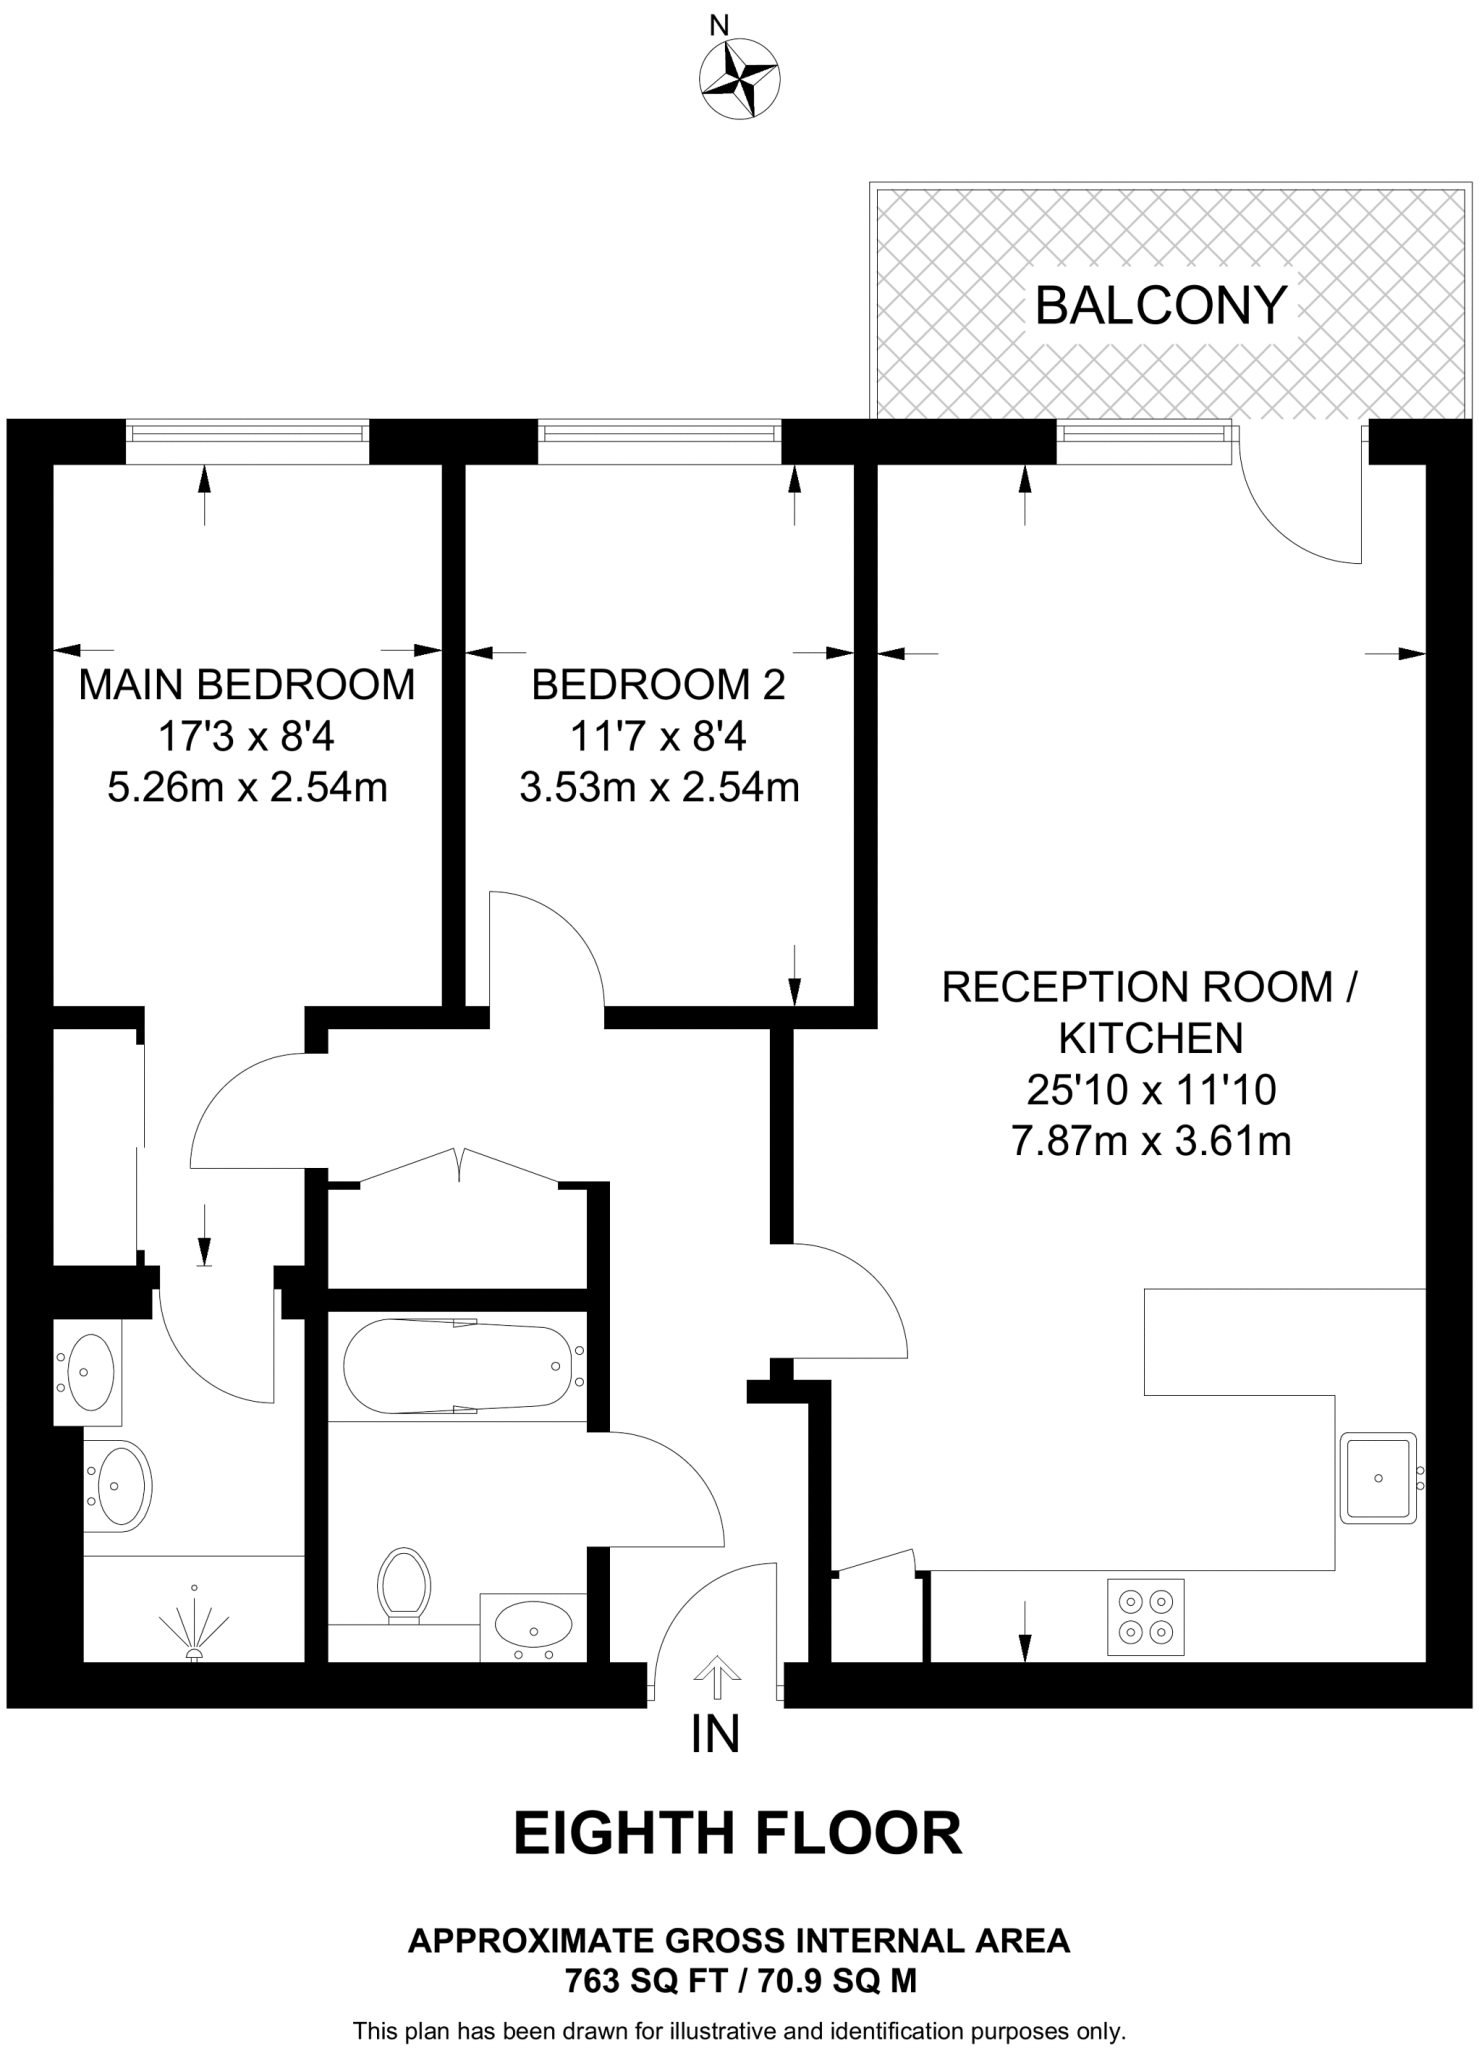 N
BALCONY
MAIN BEDROOM
17'3 x 8'4
5.26m x 2.54m
BEDROOM 2
11'7 x 8'4
3.53m x 2.54m
RECEPTION ROOM /
KITCHEN
25'10 x 11'10
7.87m x 3.61m
IN
EIGHTH FLOOR
APPROXIMATE GROSS INTERNAL AREA
763 SQ FT / 70.9 SQ M
This plan has been drawn for illustrative and identification purposes only.